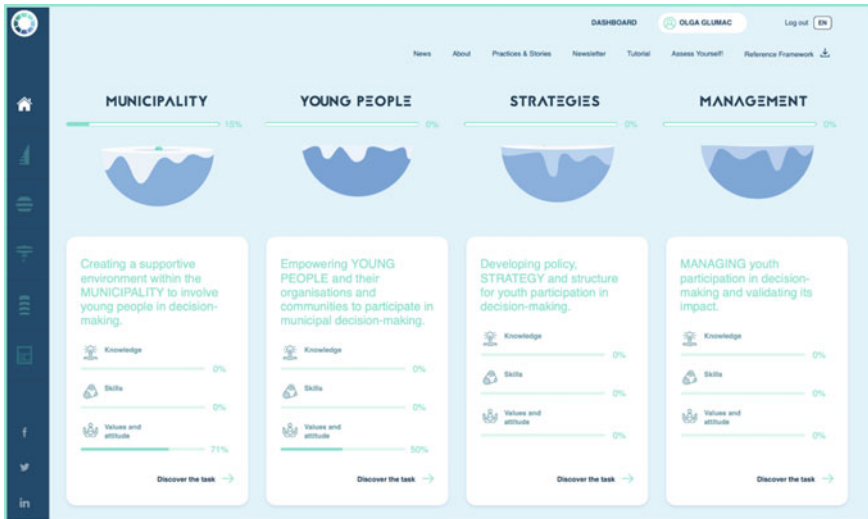 DASHBOARD OLGA GLUMAC Log out EN
News About Practices & Stories Newsletter Tutorial Assess Yourself! Reference Framework
MUNICIPALITY YOUNG PEOPLE STRATEGIES MANAGEMENT
15% 0% 0% 0%
Creating a supportive
environment within the
MUNICIPALITY to involve
young people in decision-
making.
Knowledge
0%
Skills
0%
Values and
attitude
71%
Discover the task
Empowering YOUNG
PEOPLE and their
organisations and
communities to participate in
municipal decision-making.
Knowledge
0%
Skills
0%
Values and
attitude
50%
Discover the task
Developing policy,
STRATEGY and structure
for youth participation in
decision-making.
Knowledge
0%
Skills
0%
Values and
attitude
0%
Discover the task
MANAGING youth
participation in decision-
making and validating its
impact.
Knowledge
0%
Skills
0%
Values and
attitude
0%
Discover the task
f
in